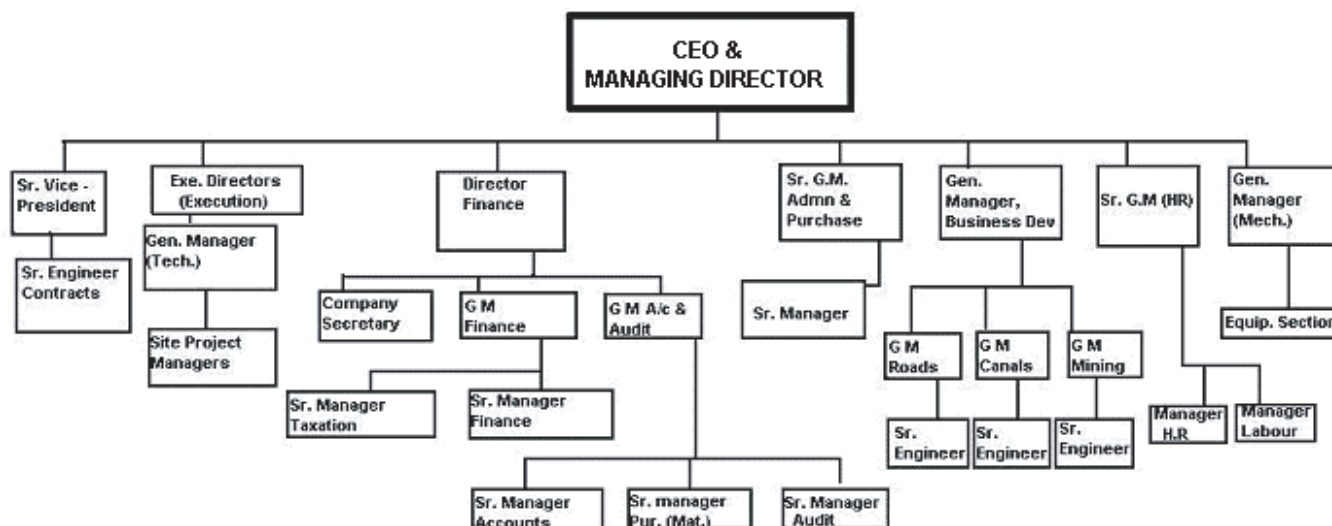 CEO &
MANAGING DIRECTOR
Sr. Vice -
President
Exe. Directors
(Execution)
Director
Finance
Sr. G.M.
Admn &
Purchase
Gen.
Manager,
Business Dev
Sr. G.M (HR)
Gen.
Manager
(Mech.)
Sr. Engineer
Contracts
Gen. Manager
(Tech.)
Site Project
Managers
Company
Secretary
G M
Finance
G M A/c &
Audit
Sr. Manager
Equip. Section
G M
Roads
G M
Canals
G M
Mining
Sr. Manager
Taxation
Sr. Manager
Finance
Manager
H.R
Manager
Labour
Sr.
Engineer
Sr.
Engineer
Sr.
Engineer
Sr. Manager
Accounts
Sr. manager
Pur. (Mat.)
Sr. Manager
Audit